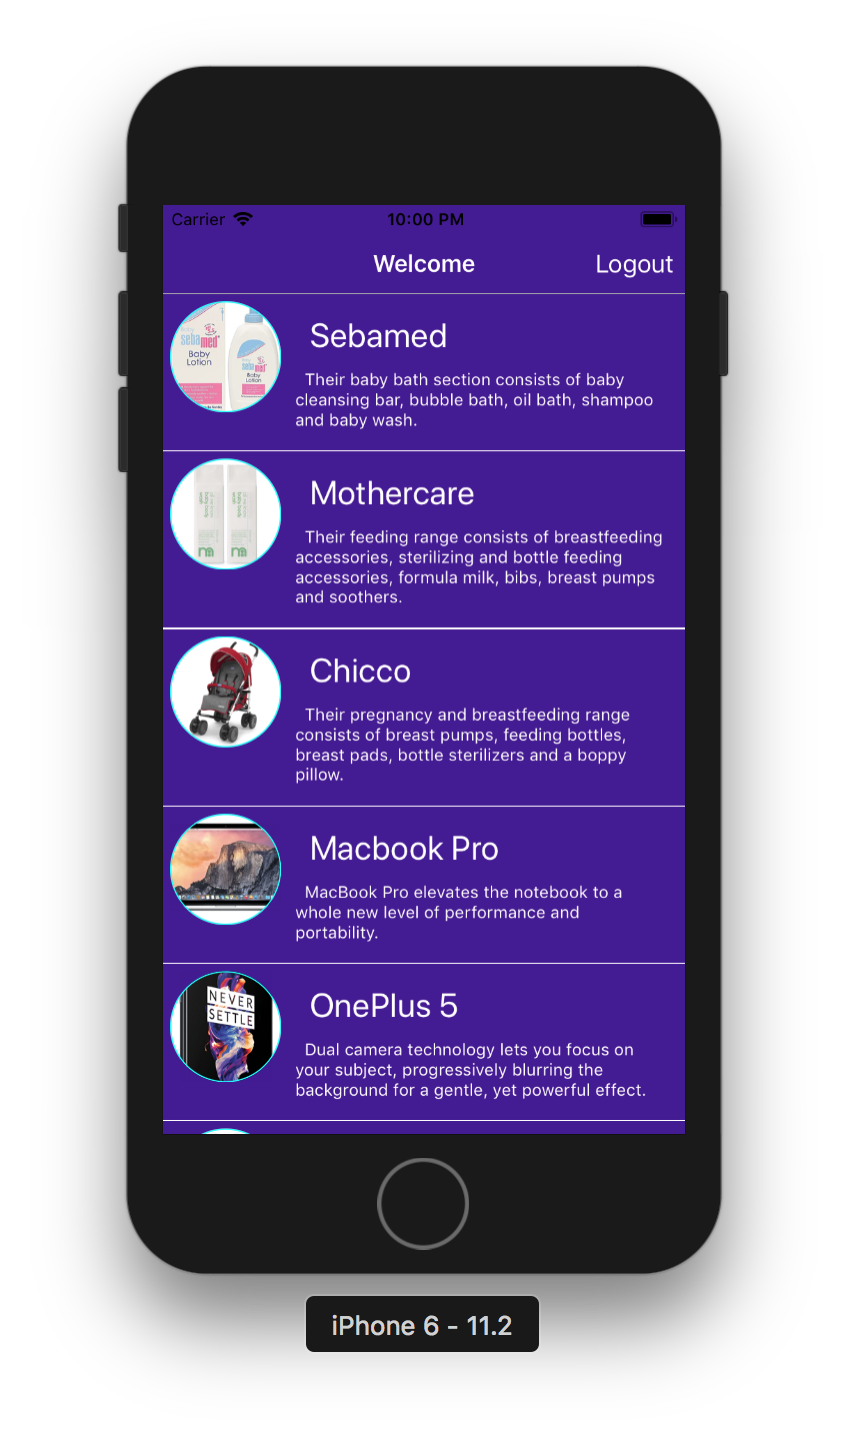 Carrier
10:00 PM
Welcome
Logout
baby
sebamed
Baby
Lotion
sebamed
Baby
Lotion
Sebamed
Their baby bath section consists of baby
cleansing bar, bubble bath, oil bath, shampoo
and baby wash.
Mothercare
Their feeding range consists of breastfeeding
accessories, sterilizing and bottle feeding
accessories, formula milk, bibs, breast pumps
and soothers.
Chicco
Their pregnancy and breastfeeding range
consists of breast pumps, feeding bottles,
breast pads, bottle sterilizers and a boppy
pillow.
Macbook Pro
MacBook Pro elevates the notebook to a
whole new level of performance and
portability.
NEVER
SETTLE
OnePlus 5
Dual camera technology lets you focus on
your subject, progressively blurring the
background for a gentle, yet powerful effect.
iPhone 6 - 11.2